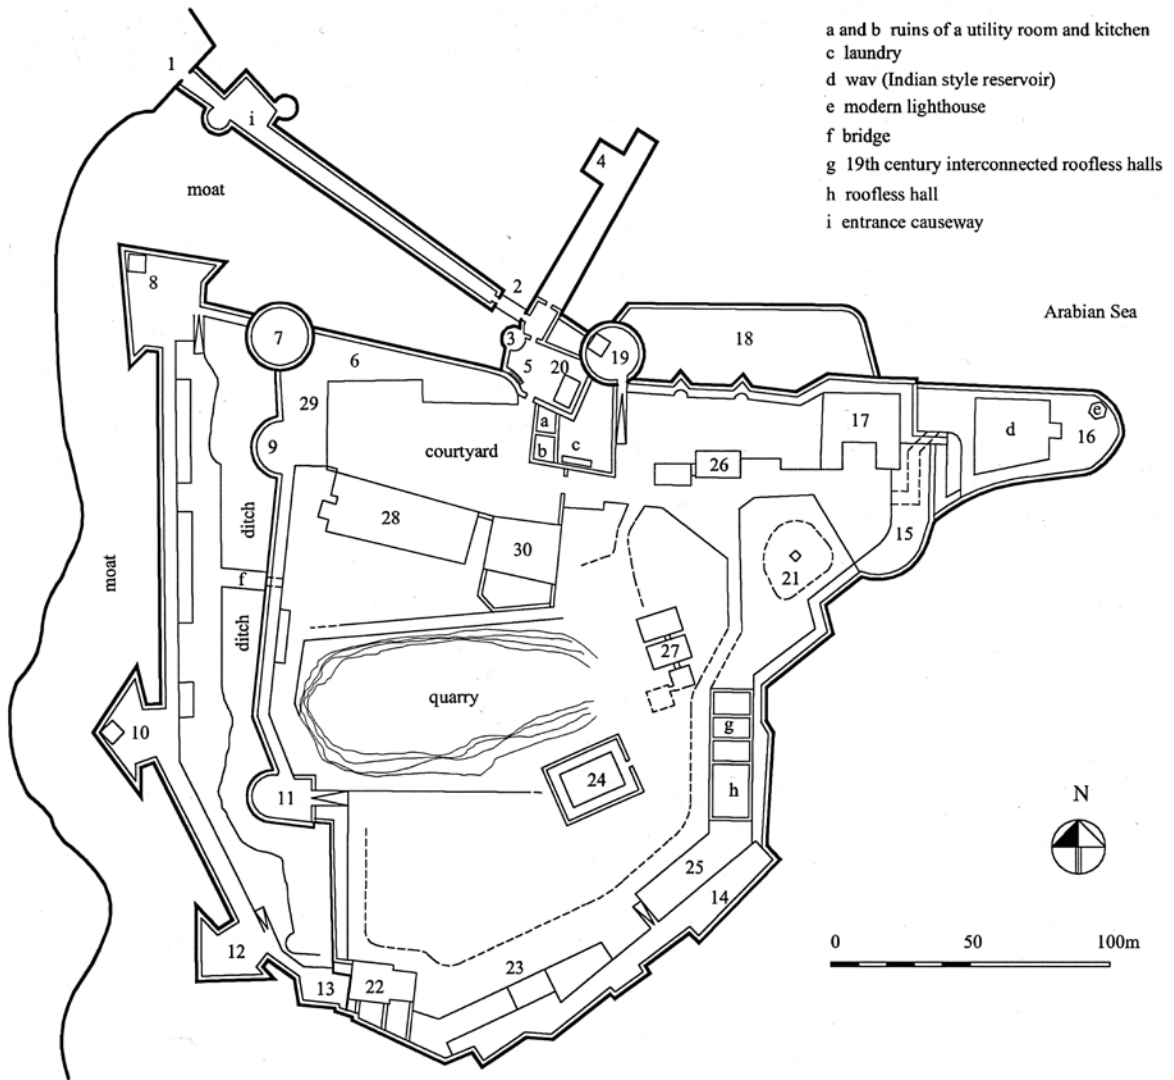 a and b ruins of a utility room and kitchen
c laundry
d wav (Indian style reservoir)
e modern lighthouse
f bridge
g 19th century interconnected roofless halls
h roofless hall
i entrance causeway
1
i
moat
4
8
2
Arabian Sea
7
3
19
18
6
5
20
29
a
17
e
d
16
9
courtyard
b
c
26
28
ditch
30
15
moat
f
21
ditch
27
quarry
10
g
24
h
11
N
25
14
12
23
13
22
0
50
100m